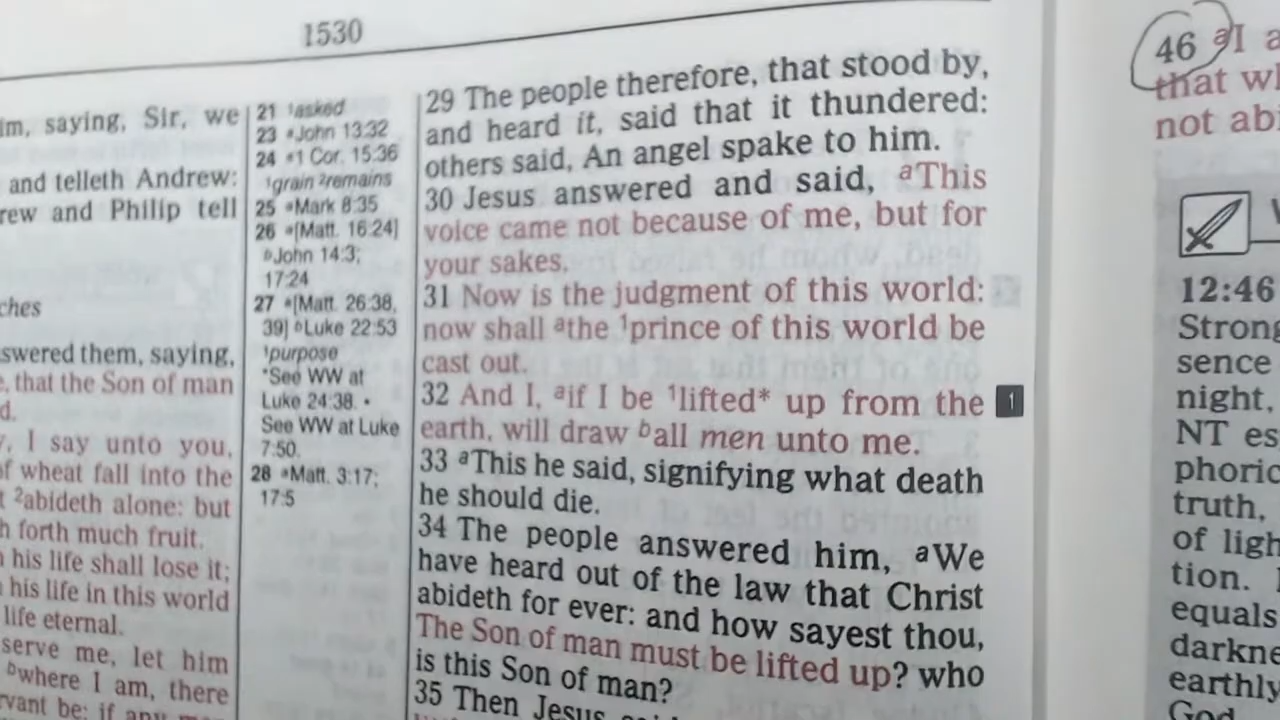 1530
im, saying, Sir, we
and telleth Andrew:
rew and Philip tell
ches
swered them, saying,
e, that the Son of man
d.
y, I say unto you,
of wheat fall into the
t ²abideth alone: but
h forth much fruit.
his life shall lose it;
his life in this world
life eternal.
serve me, let him
ᵇwhere I am, there
rvant be: if any
21 ¹asked
23 ᵃJohn 13:32
24 ᵃ1 Cor. 15:36
¹grain ²remains
25 ᵃMark 8:35
26 ᵃ[Matt. 16:24]
ᵇJohn 14:3;
17:24
27 ᵃ[Matt. 26:38,
39] ᵇLuke 22:53
¹purpose
*See WW at
Luke 24:38. •
See WW at Luke
7:50.
28 ᵃMatt. 3:17;
17:5
29 The people therefore, that stood by,
and heard it, said that it thundered:
others said, An angel spake to him.
30 Jesus answered and said, ᵃThis
voice came not because of me, but for
your sakes.
31 Now is the judgment of this world:
now shall ᵃthe ¹prince of this world be
cast out.
32 And I, ᵃif I be ¹lifted* up from the
earth, will draw ᵇall men unto me.
1
33 ᵃThis he said, signifying what death
he should die.
34 The people answered him, ᵃWe
have heard out of the law that Christ
abideth for ever: and how sayest thou,
The Son of man must be lifted up? who
is this Son of man?
35 Then Jesus
46 ᵃI a
that wh
not abi
12:46
Strong
sence
night,
NT es
phoric
truth,
of ligh
tion.
equals
darkne
earthly
God